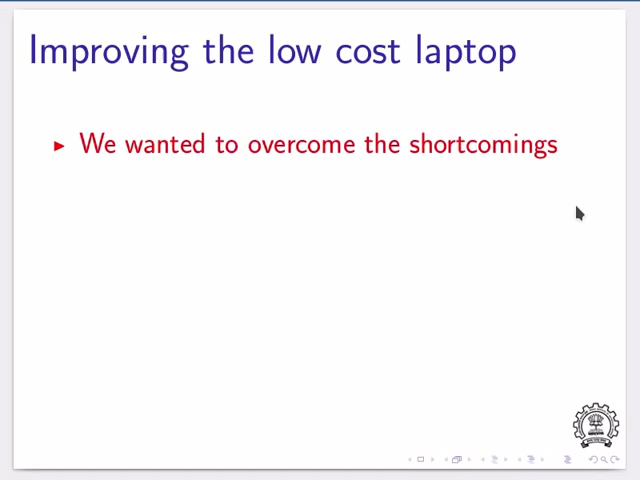 Improving the low cost laptop
We wanted to overcome the shortcomings